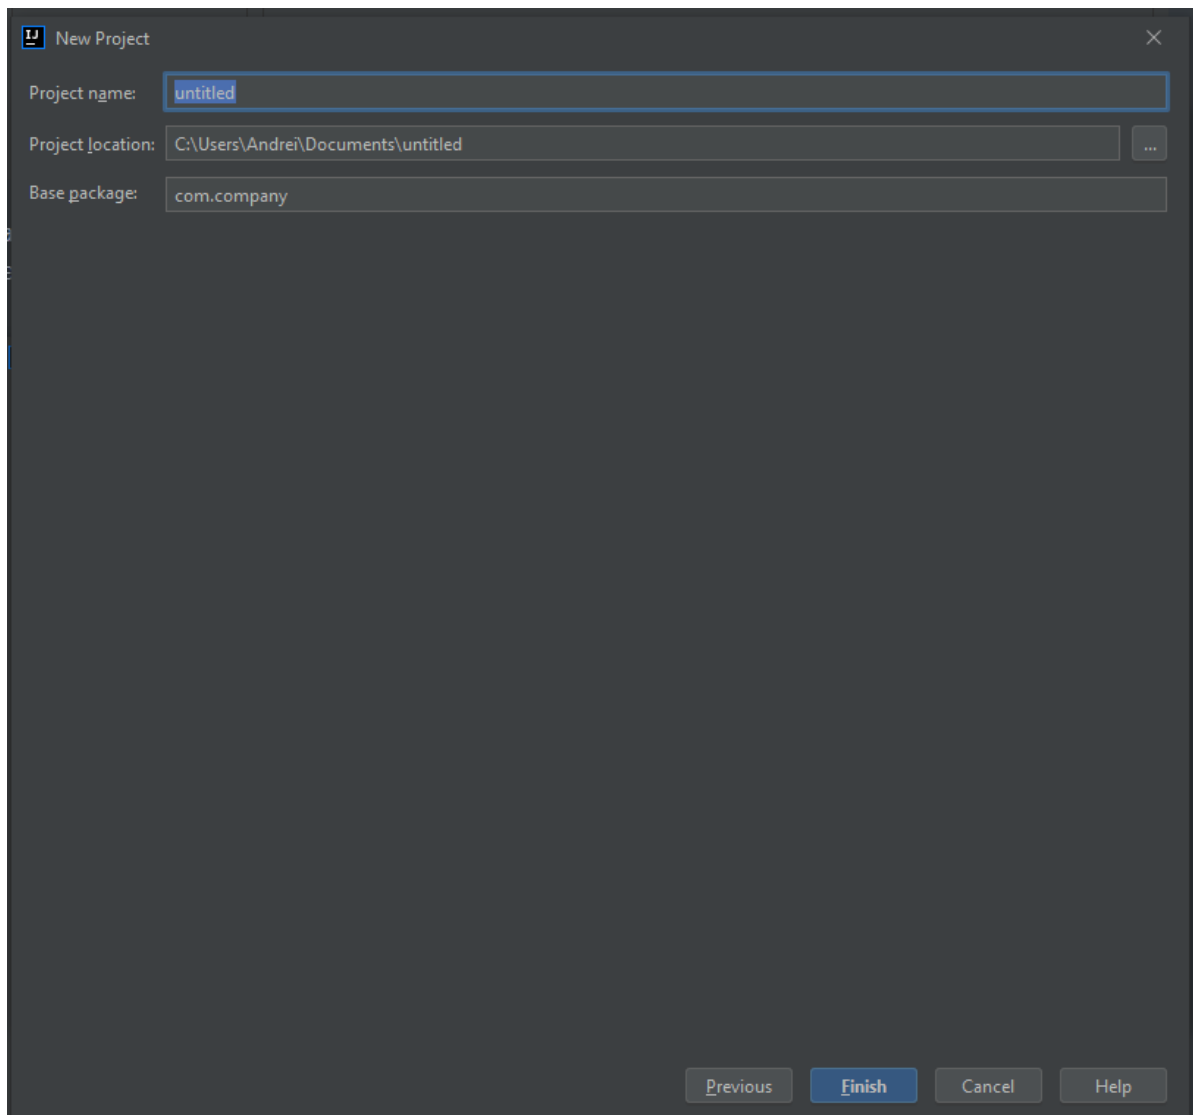 IJ New Project
Project name: untitled
Project location: C:\Users\Andrei\Documents\untitled ...
Base package: com.company
Previous Finish Cancel Help